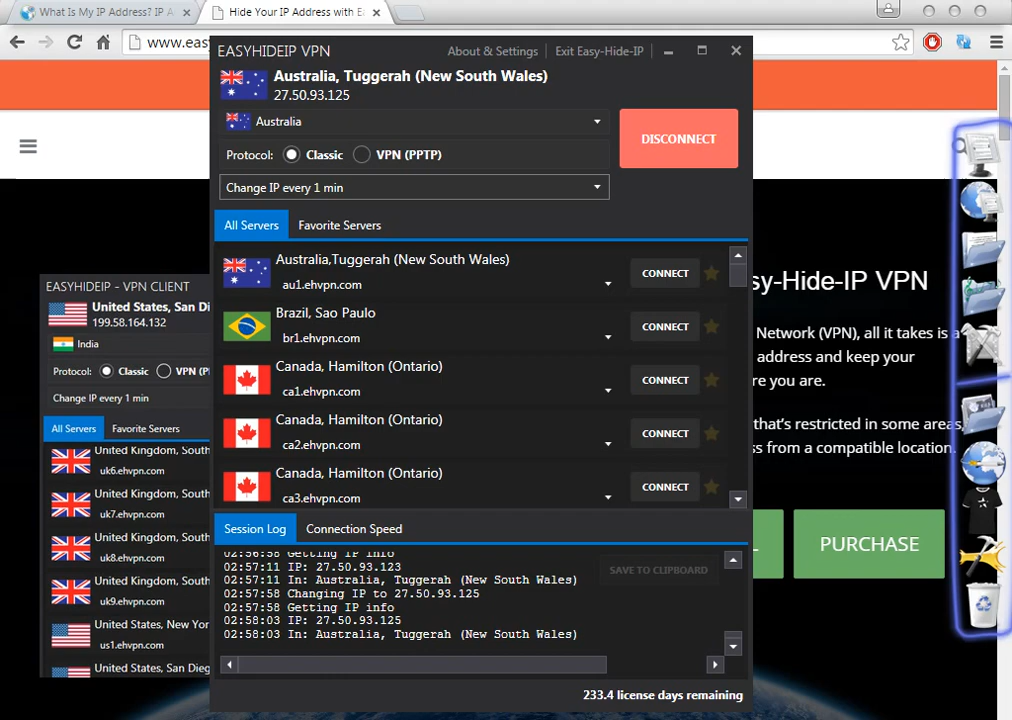 What Is My IP Address? IP A
Hide Your IP Address with Ea
www.eas
EASYHIDEIP VPN
About & Settings
Exit Easy-Hide-IP
Australia, Tuggerah (New South Wales)
27.50.93.125
Australia
DISCONNECT
Protocol:
Classic
VPN (PPTP)
Change IP every 1 min
All Servers
Favorite Servers
Australia,Tuggerah (New South Wales)
au1.ehvpn.com
CONNECT
Brazil, Sao Paulo
br1.ehvpn.com
CONNECT
Canada, Hamilton (Ontario)
ca1.ehvpn.com
CONNECT
Canada, Hamilton (Ontario)
ca2.ehvpn.com
CONNECT
Canada, Hamilton (Ontario)
ca3.ehvpn.com
CONNECT
Session Log
Connection Speed
02:56:58 Getting IP info
02:57:11 IP: 27.50.93.123
02:57:11 In: Australia, Tuggerah (New South Wales)
02:57:58 Changing IP to 27.50.93.125
02:57:58 Getting IP info
02:58:03 IP: 27.50.93.125
02:58:03 In: Australia, Tuggerah (New South Wales)
SAVE TO CLIPBOARD
233.4 license days remaining
EASYHIDEIP - VPN CLIENT
United States, San Di
199.58.164.132
India
Protocol:
Classic
VPN (P
Change IP every 1 min
All Servers
Favorite Servers
United Kingdom, South
uk6.ehvpn.com
United Kingdom, South
uk7.ehvpn.com
United Kingdom, South
uk8.ehvpn.com
United Kingdom, South
uk9.ehvpn.com
United States, New Yor
us1.ehvpn.com
United States, San Dieg
sy-Hide-IP VPN
Network (VPN), all it takes is a
address and keep your
re you are.
that's restricted in some areas,
ss from a compatible location.
L
PURCHASE